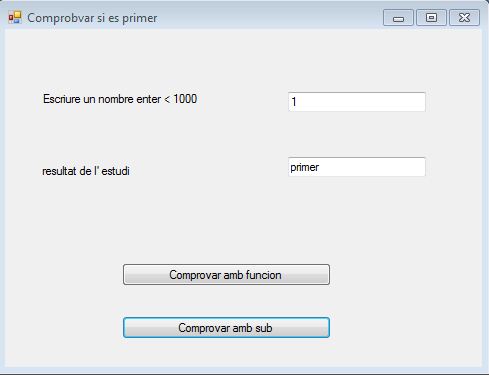 Comprobvar si es primer
Escriure un nombre enter < 1000
1
resultat de l' estudi
primer
Comprovar amb funcion
Comprovar amb sub